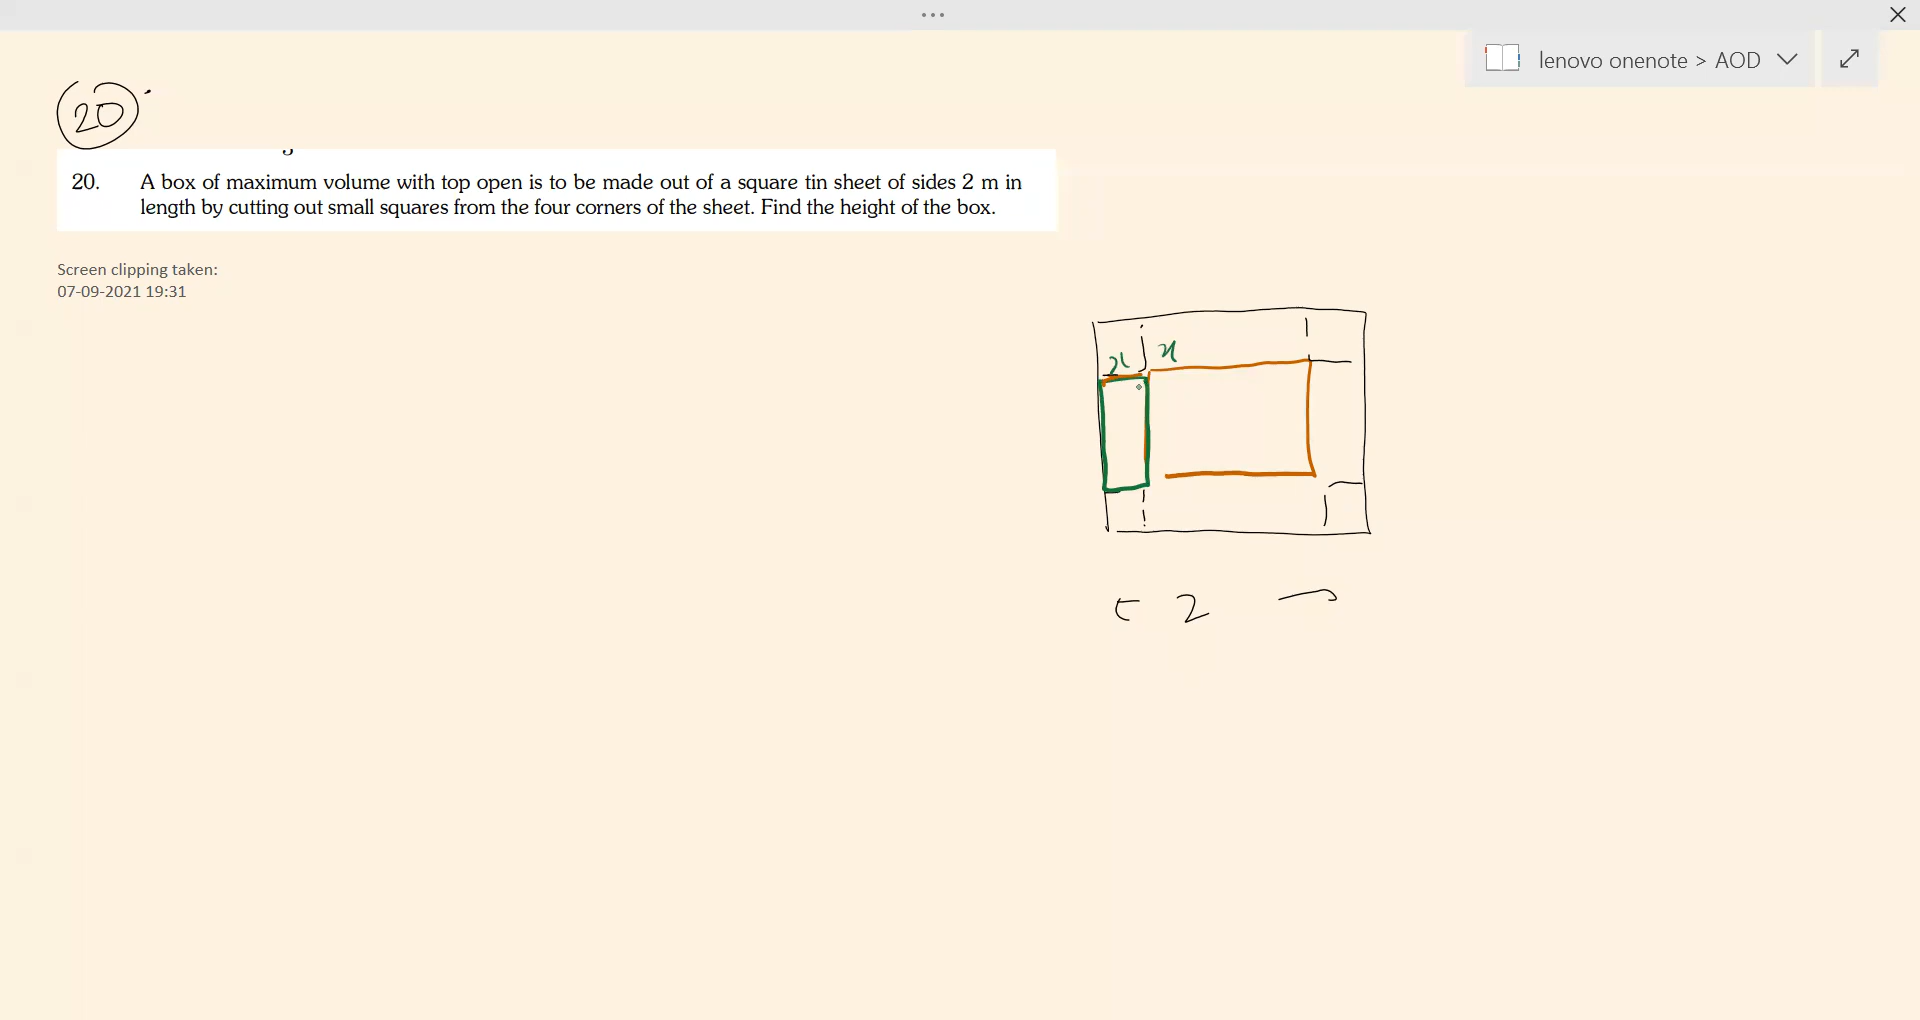 lenovo onenote > AOD
20
20. A box of maximum volume with top open is to be made out of a square tin sheet of sides 2 m in
length by cutting out small squares from the four corners of the sheet. Find the height of the box.
Screen clipping taken:
07-09-2021 19:31
x x
2